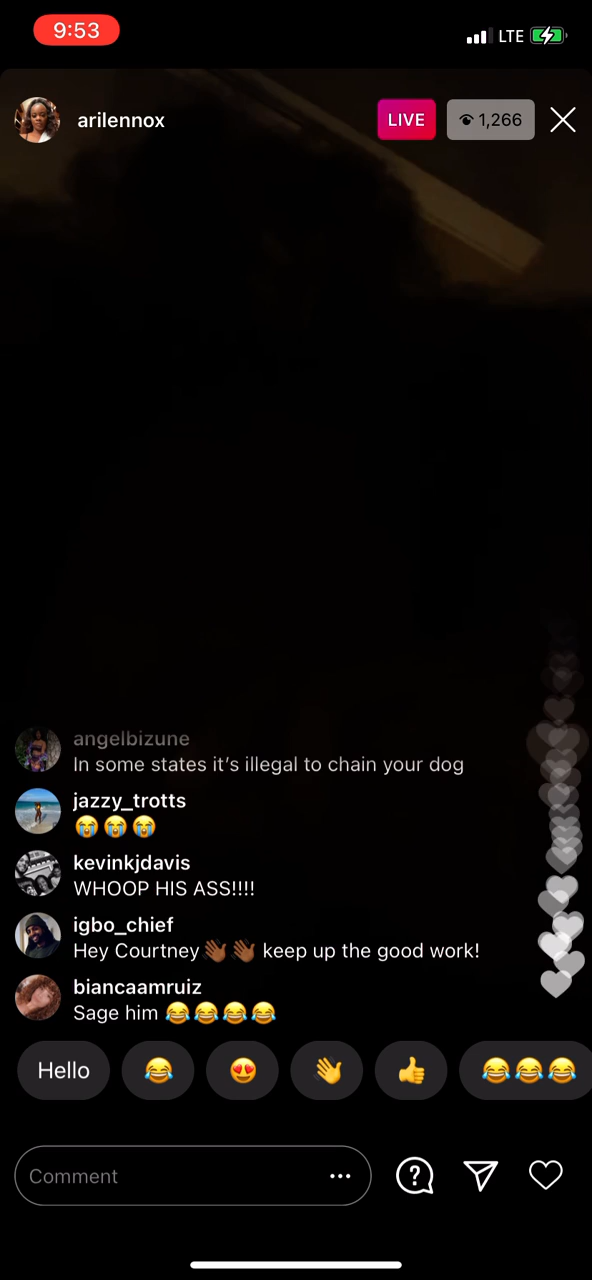 9:53
LTE
arilennox
LIVE
1,266
angelbizune
In some states it’s illegal to chain your dog
jazzy_trotts
😭😭😭
kevinkjdavis
WHOOP HIS ASS!!!!
igbo_chief
Hey Courtney👋🏾👋🏾 keep up the good work!
biancaamruiz
Sage him 😂😂😂😂
Hello 😂 😍 👋 👍 😂😂😂
Comment